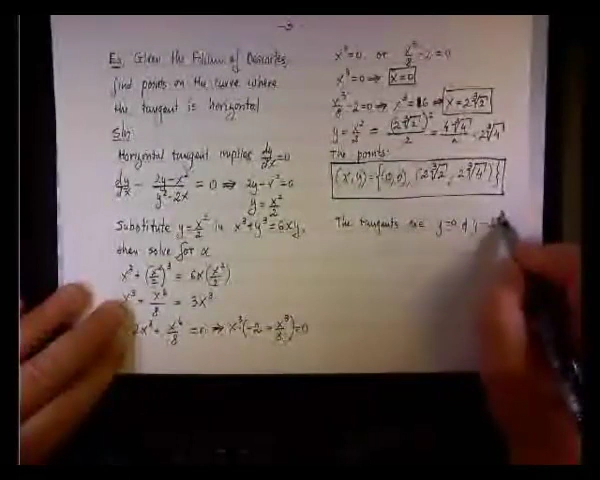 -3-
Ex. Given the Folium of Descartes,
find points on the curve where
the tangent is horizontal
Sln:
Horizontal tangent implies dy/dx = 0
dy/dx = (2y-x²)/(y²-2x) = 0 ⇒ 2y-x²=0
y = x²/2
Substitute y = x²/2 in x³+y³=6xy,
then solve for x
x³ + (x²/2)³ = 6x(x²/2)
x³ + x⁶/8 = 3x³
-2x³ + x⁶/8 = 0 ⇒ x³(-2 + x³/8) = 0
x³=0 or x³/8 - 2 = 0
x³=0 ⇒ x=0
x³/8 - 2 = 0 ⇒ x³ = 16 ⇒ x = 2∛2
y = x²/2 = (2∛2)²/2 = 4∛4/2 = 2∛4
The points:
(x,y) = {(0,0), (2∛2, 2∛4)}
The tangents are y=0 &